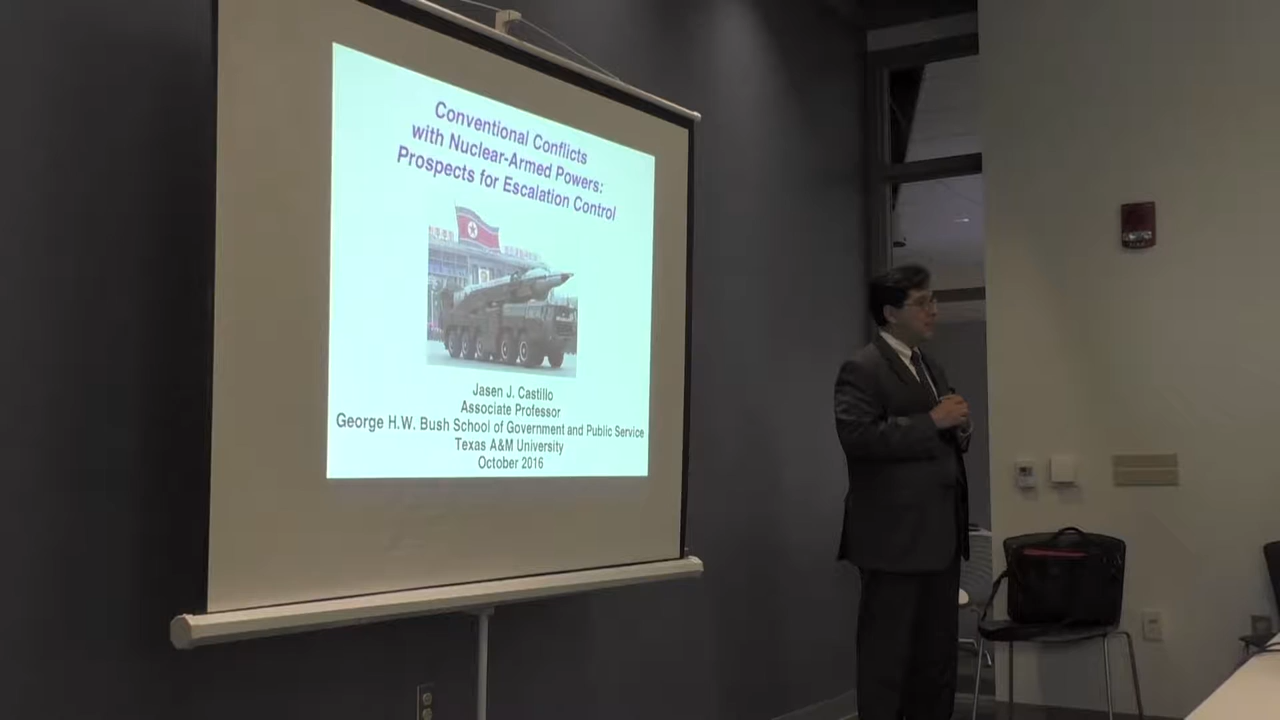 Conventional Conflicts
with Nuclear-Armed Powers:
Prospects for Escalation Control
Jasen J. Castillo
Associate Professor
George H.W. Bush School of Government and Public Service
Texas A&M University
October 2016